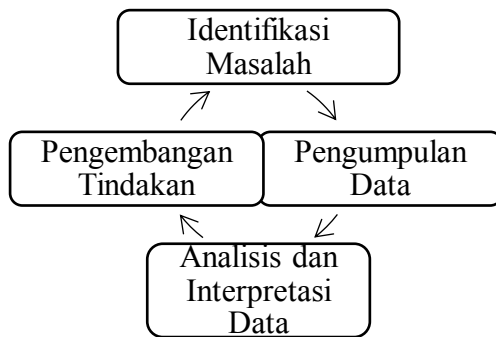 Identifikasi
Masalah
Pengembangan
Tindakan
Pengumpulan
Data
Analisis dan
Interpretasi
Data